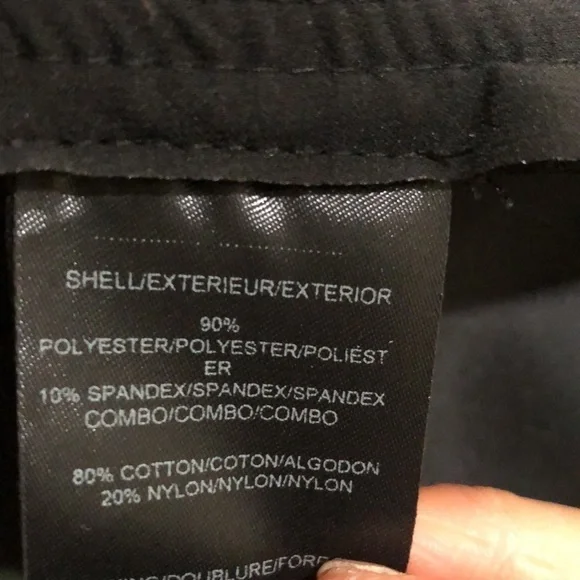 SHELL/EXTERIEUR/EXTERIOR
90%
POLYESTER/POLYESTER/POLIÉST
ER
10% SPANDEX/SPANDEX/SPANDEX
COMBO/COMBO/COMBO
80% COTTON/COTON/ALGODON
20% NYLON/NYLON/NYLON